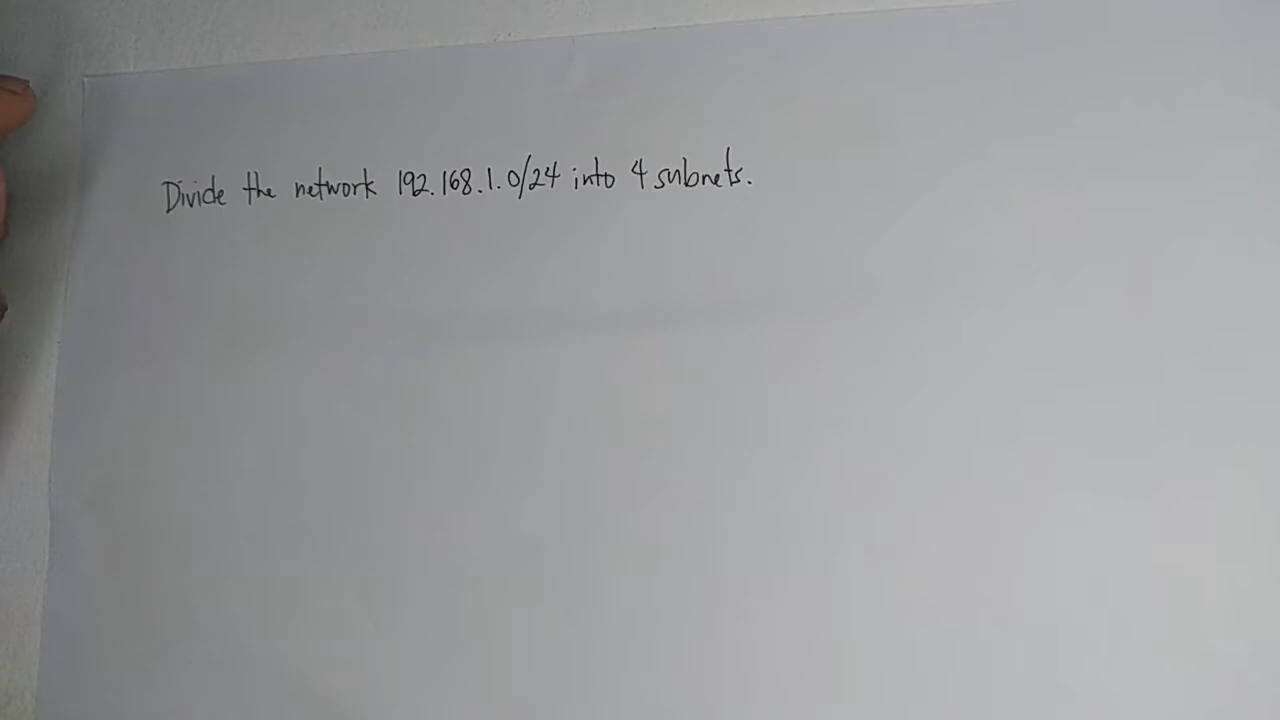 Divide the network 192.168.1.0/24 into 4 subnets.